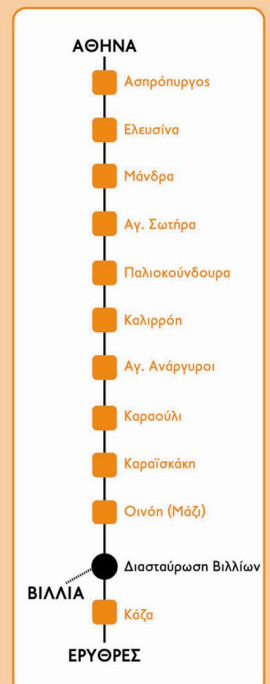 ΑΘΗΝΑ
Ασπρόπυργος
Ελευσίνα
Μάνδρα
Αγ. Σωτήρα
Παλιοκούνδουρα
Καλιρρόη
Αγ. Ανάργυροι
Καραούλι
Καραϊσκάκη
Οινόη (Μάζι)
Διασταύρωση Βιλλίων
ΒΙΛΛΙΑ
Κάζα
ΕΡΥΘΡΕΣ